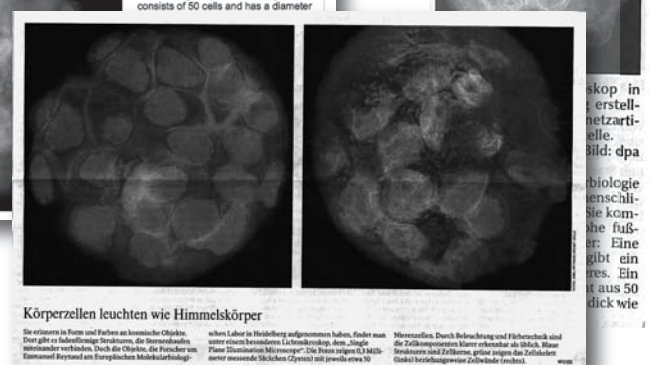 consists of 50 cells and has a diameter
Körperzellen leuchten wie Himmelskörper
Sie erinnern in Form und Farben an kosmische Objekte.
Dort gibt es fadenförmige Strukturen, die Sternenhaufen
miteinander verbinden. Doch die Objekte, die Forscher um
Emmanuel Reynaud am Europäischen Molekularbiologi-
schen Labor in Heidelberg aufgenommen haben, findet man
unter einem besonderen Lichtmikroskop, dem „Single
Plane Illumination Microscope“. Die Fotos zeigen 0,3 Milli-
meter messende Säckchen (Zysten) mit jeweils etwa 50
Nierenzellen. Durch Beleuchtung und Färbetechnik sind
die Zellkomponenten klarer erkennbar als üblich. Blaue
Strukturen sind Zellkerne, grüne zeigen das Zellskelett
(links) beziehungsweise Zellwände (rechts).
skop in
erstell-
netzarti-
elle.
Bild: dpa
biologie
enschli-
Sie kom-
he fuß-
er: Eine
gibt ein
res. Ein
t aus 50
dick wie